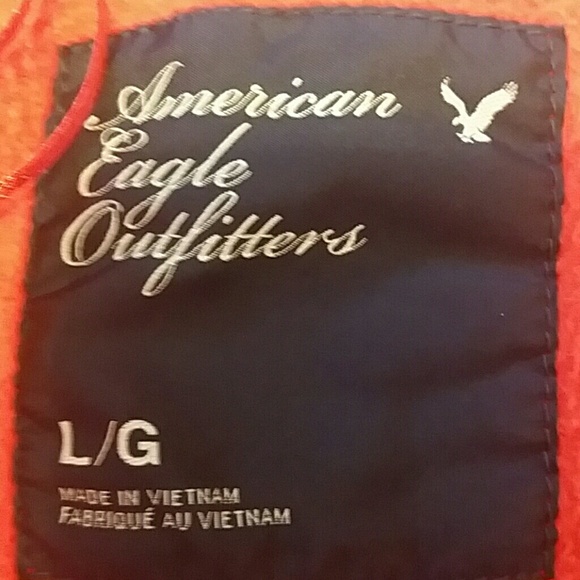 American
Eagle
Outfitters
L/G
MADE IN VIETNAM
FABRIQUÉ AU VIETNAM